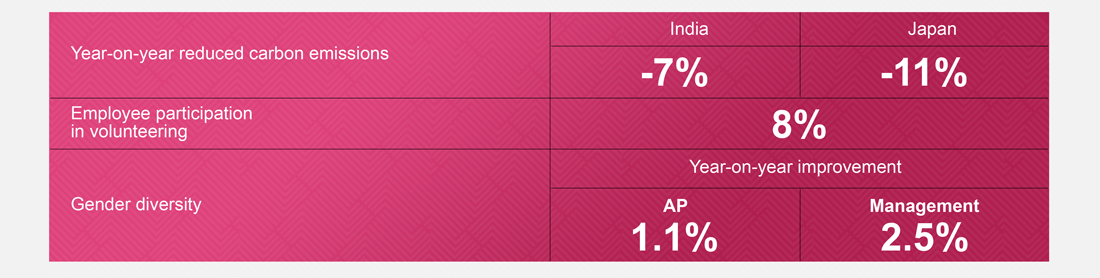 India
Japan
Year-on-year reduced carbon emissions
-7%
-11%
Employee participation
in volunteering
8%
Year-on-year improvement
Gender diversity
AP
Management
1.1%
2.5%